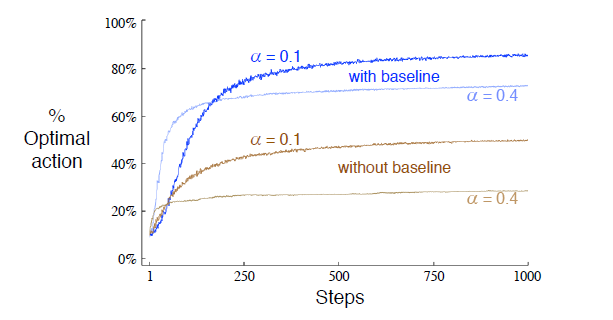 100%
α = 0.1
80%
with baseline
α = 0.4
%
Optimal
action
60%
α = 0.1
40%
without baseline
α = 0.4
20%
0%
1 250 500 750 1000
Steps